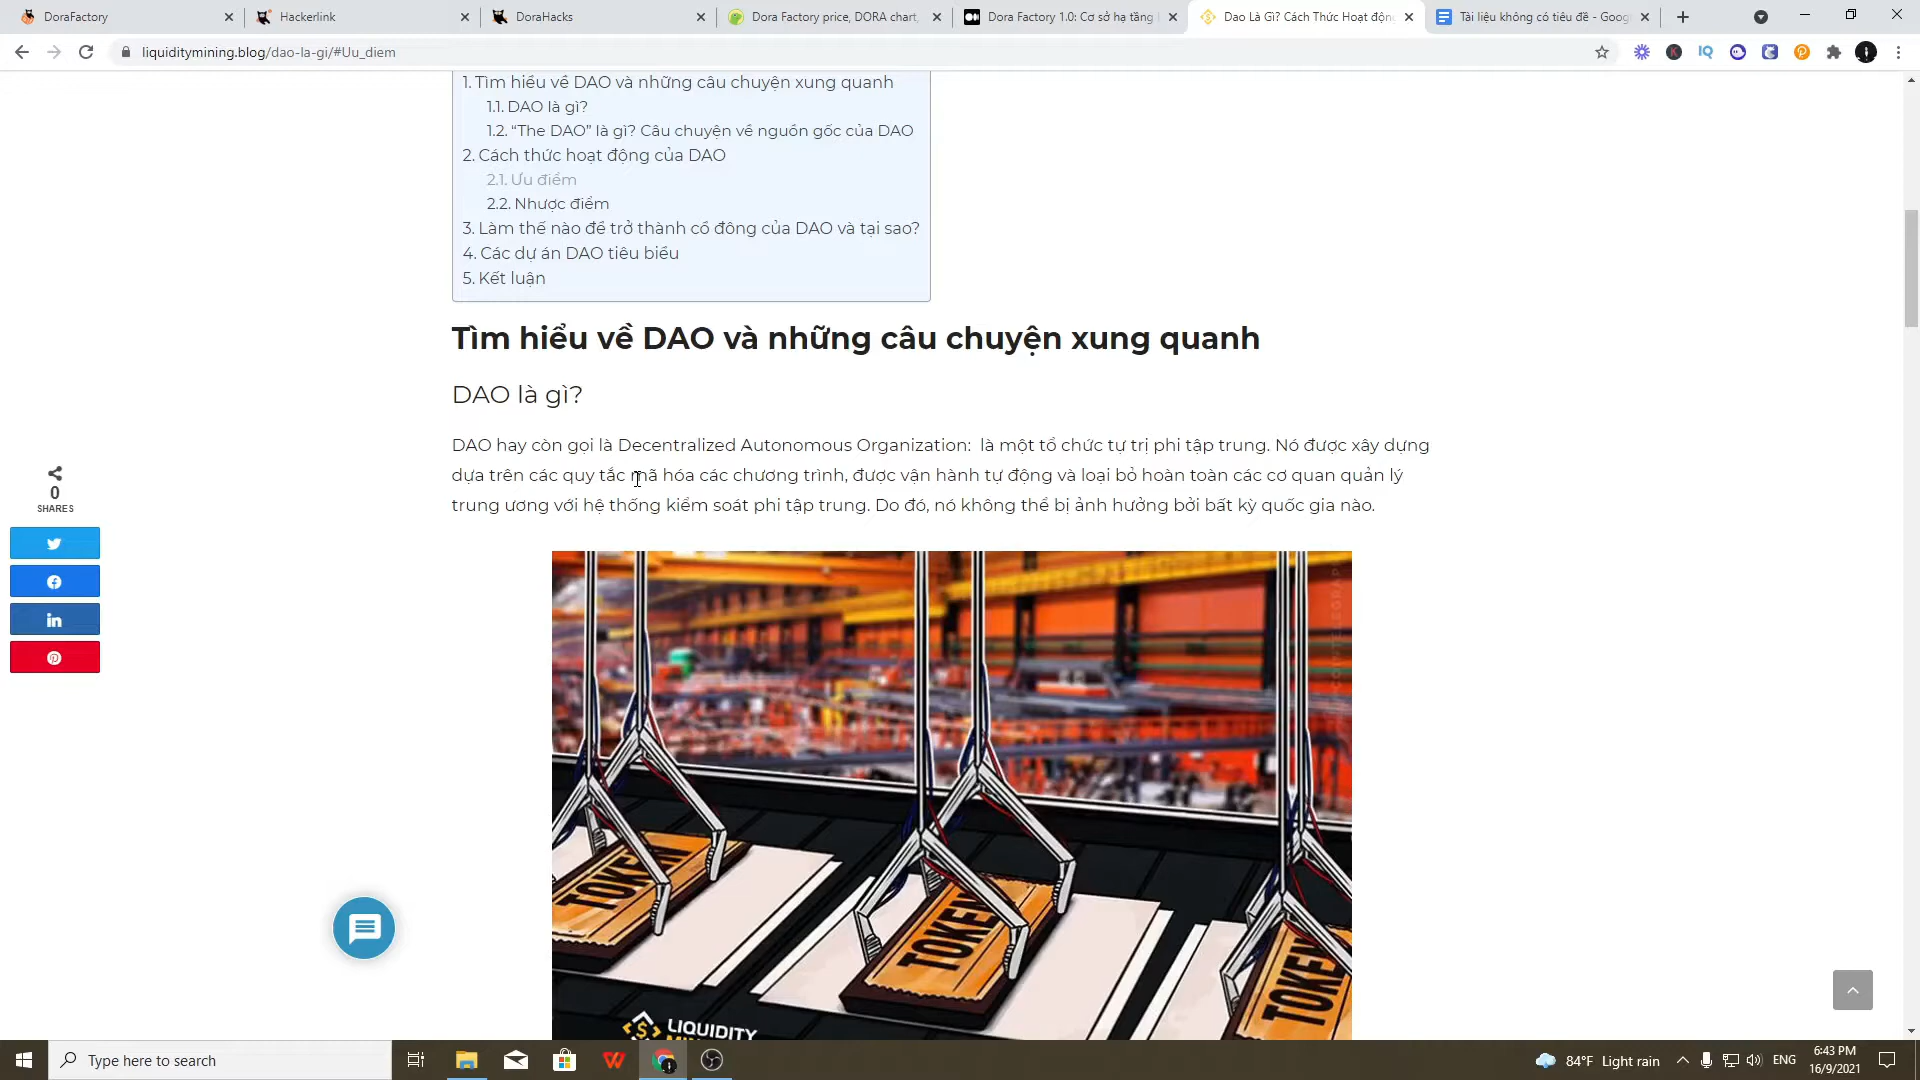 DoraFactory
Hackerlink
DoraHacks
Dora Factory price, DORA chart,
Dora Factory 1.0: Cơ sở hạ tầng
Dao Là Gì? Cách Thức Hoạt độn
Tài liệu không có tiêu đề - Goog
liquiditymining.blog/dao-la-gi/#Uu_diem
1. Tìm hiểu về DAO và những câu chuyện xung quanh
1.1. DAO là gì?
1.2. “The DAO” là gì? Câu chuyện về nguồn gốc của DAO
2. Cách thức hoạt động của DAO
2.1. Ưu điểm
2.2. Nhược điểm
3. Làm thế nào để trở thành cổ đông của DAO và tại sao?
4. Các dự án DAO tiêu biểu
5. Kết luận
Tìm hiểu về DAO và những câu chuyện xung quanh
DAO là gì?
DAO hay còn gọi là Decentralized Autonomous Organization:  là một tổ chức tự trị phi tập trung. Nó được xây dựng
dựa trên các quy tắc mã hóa các chương trình, được vận hành tự động và loại bỏ hoàn toàn các cơ quan quản lý
trung ương với hệ thống kiểm soát phi tập trung. Do đó, nó không thể bị ảnh hưởng bởi bất kỳ quốc gia nào.
0
SHARES
TOKEN
TOKEN
TOKEN
LIQUIDITY
Type here to search
84°F Light rain
ENG
6:43 PM
16/9/2021